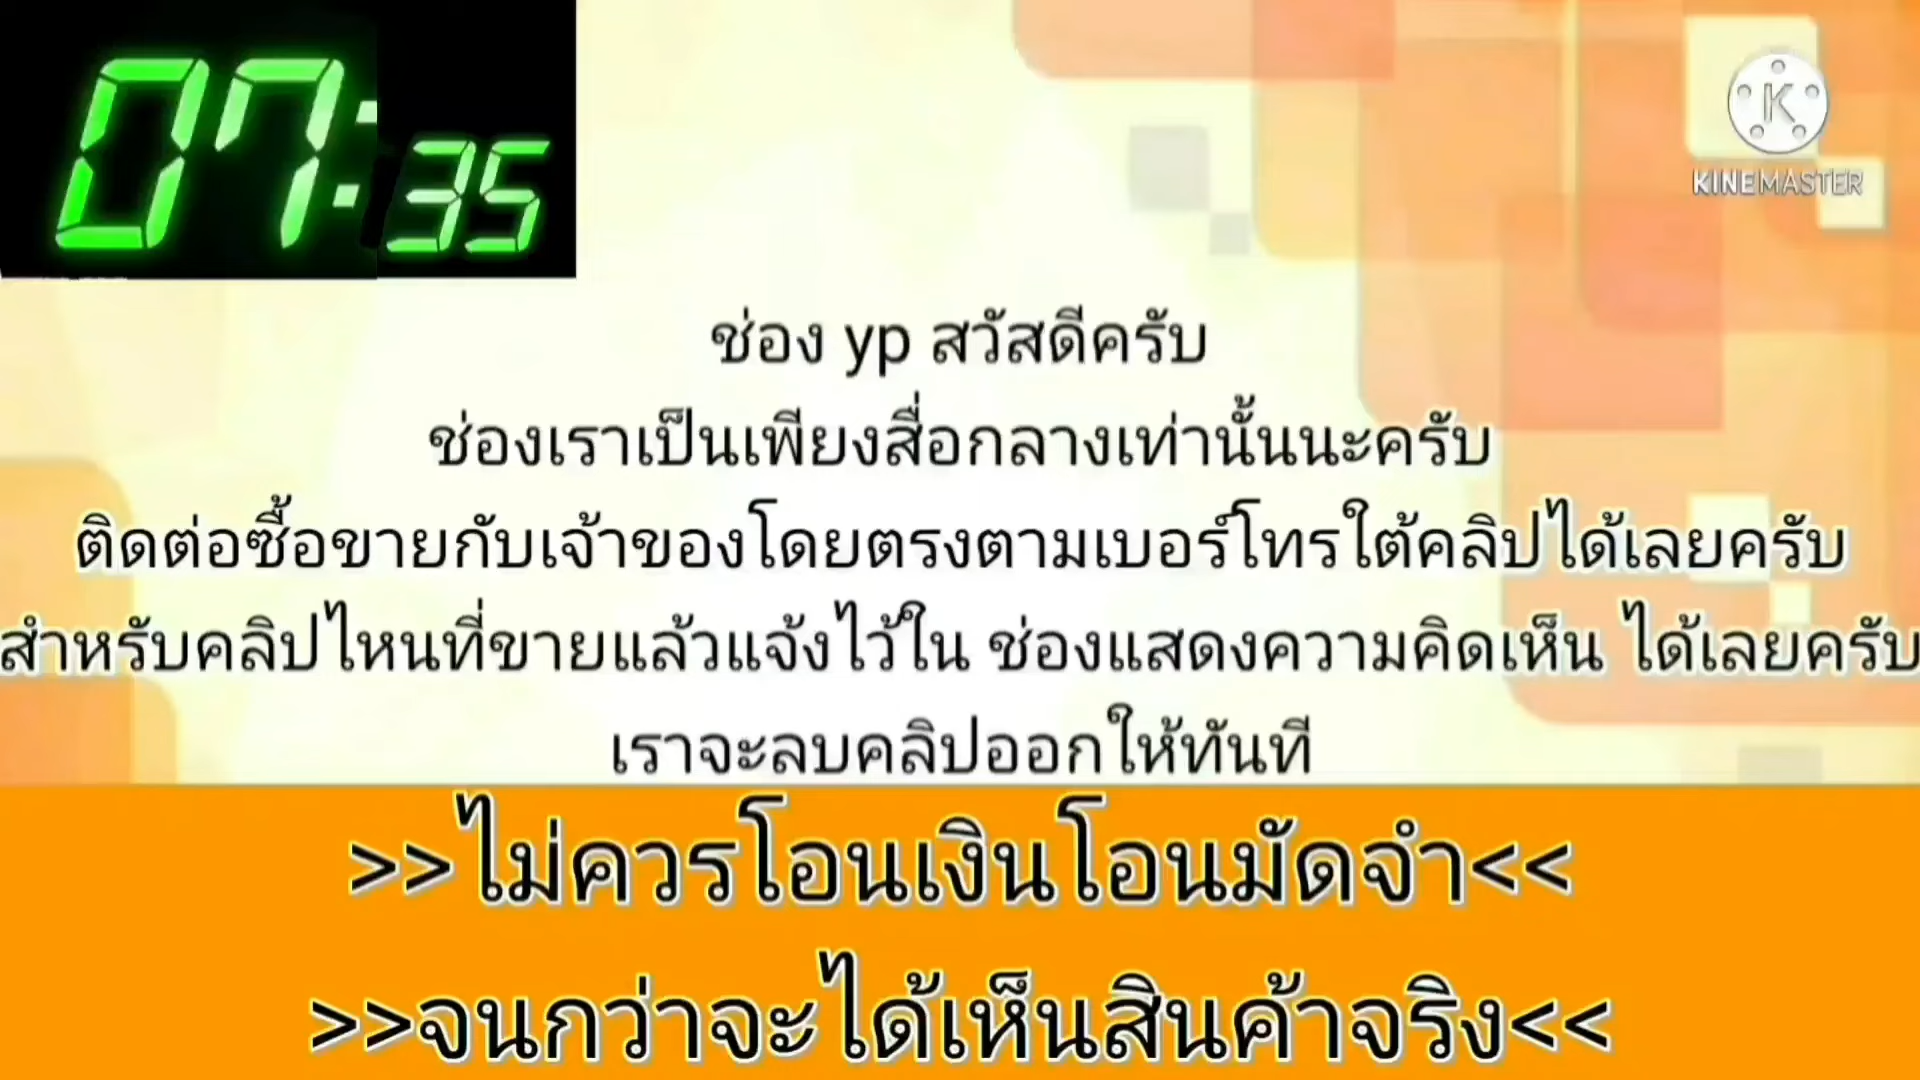 07:35
KINEMASTER
ช่อง yp สวัสดีครับ
ช่องเราเป็นเพียงสื่อกลางเท่านั้นนะครับ
ติดต่อซื้อขายกับเจ้าของโดยตรงตามเบอร์โทรใต้คลิปได้เลยครับ
สำหรับคลิปไหนที่ขายแล้วแจ้งไว้ใน ช่องแสดงความคิดเห็น ได้เลยครับ
เราจะลบคลิปออกให้ทันที
>>ไม่ควรโอนเงินโอนมัดจำ<<
>>จนกว่าจะได้เห็นสินค้าจริง<<